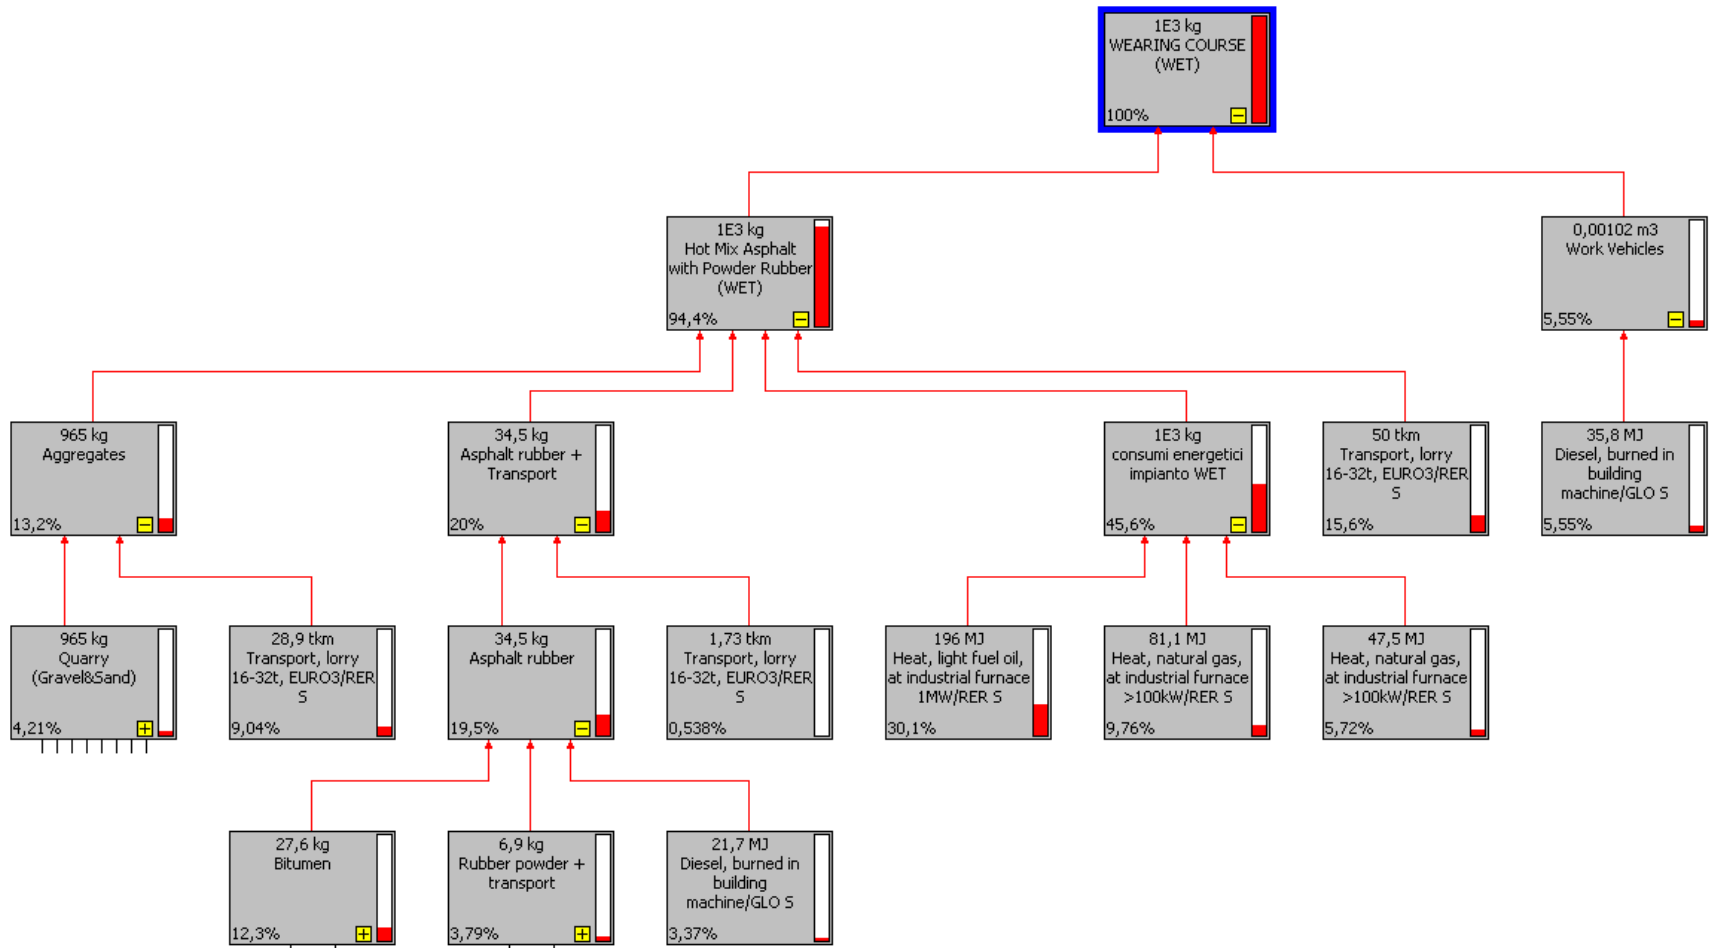 1E3 kg
WEARING COURSE
(WET)
100%
1E3 kg
Hot Mix Asphalt
with Powder Rubber
(WET)
94,4%
0,00102 m3
Work Vehicles
5,55%
965 kg
Aggregates
13,2%
34,5 kg
Asphalt rubber +
Transport
20%
1E3 kg
consumi energetici
impianto WET
45,6%
50 tkm
Transport, lorry
16-32t, EURO3/RER
S
15,6%
35,8 MJ
Diesel, burned in
building
machine/GLO S
5,55%
965 kg
Quarry
(Gravel&Sand)
4,21%
28,9 tkm
Transport, lorry
16-32t, EURO3/RER
S
9,04%
34,5 kg
Asphalt rubber
19,5%
1,73 tkm
Transport, lorry
16-32t, EURO3/RER
S
0,538%
196 MJ
Heat, light fuel oil,
at industrial furnace
1MW/RER S
30,1%
81,1 MJ
Heat, natural gas,
at industrial furnace
>100kW/RER S
9,76%
47,5 MJ
Heat, natural gas,
at industrial furnace
>100kW/RER S
5,72%
27,6 kg
Bitumen
12,3%
6,9 kg
Rubber powder +
transport
3,79%
21,7 MJ
Diesel, burned in
building
machine/GLO S
3,37%